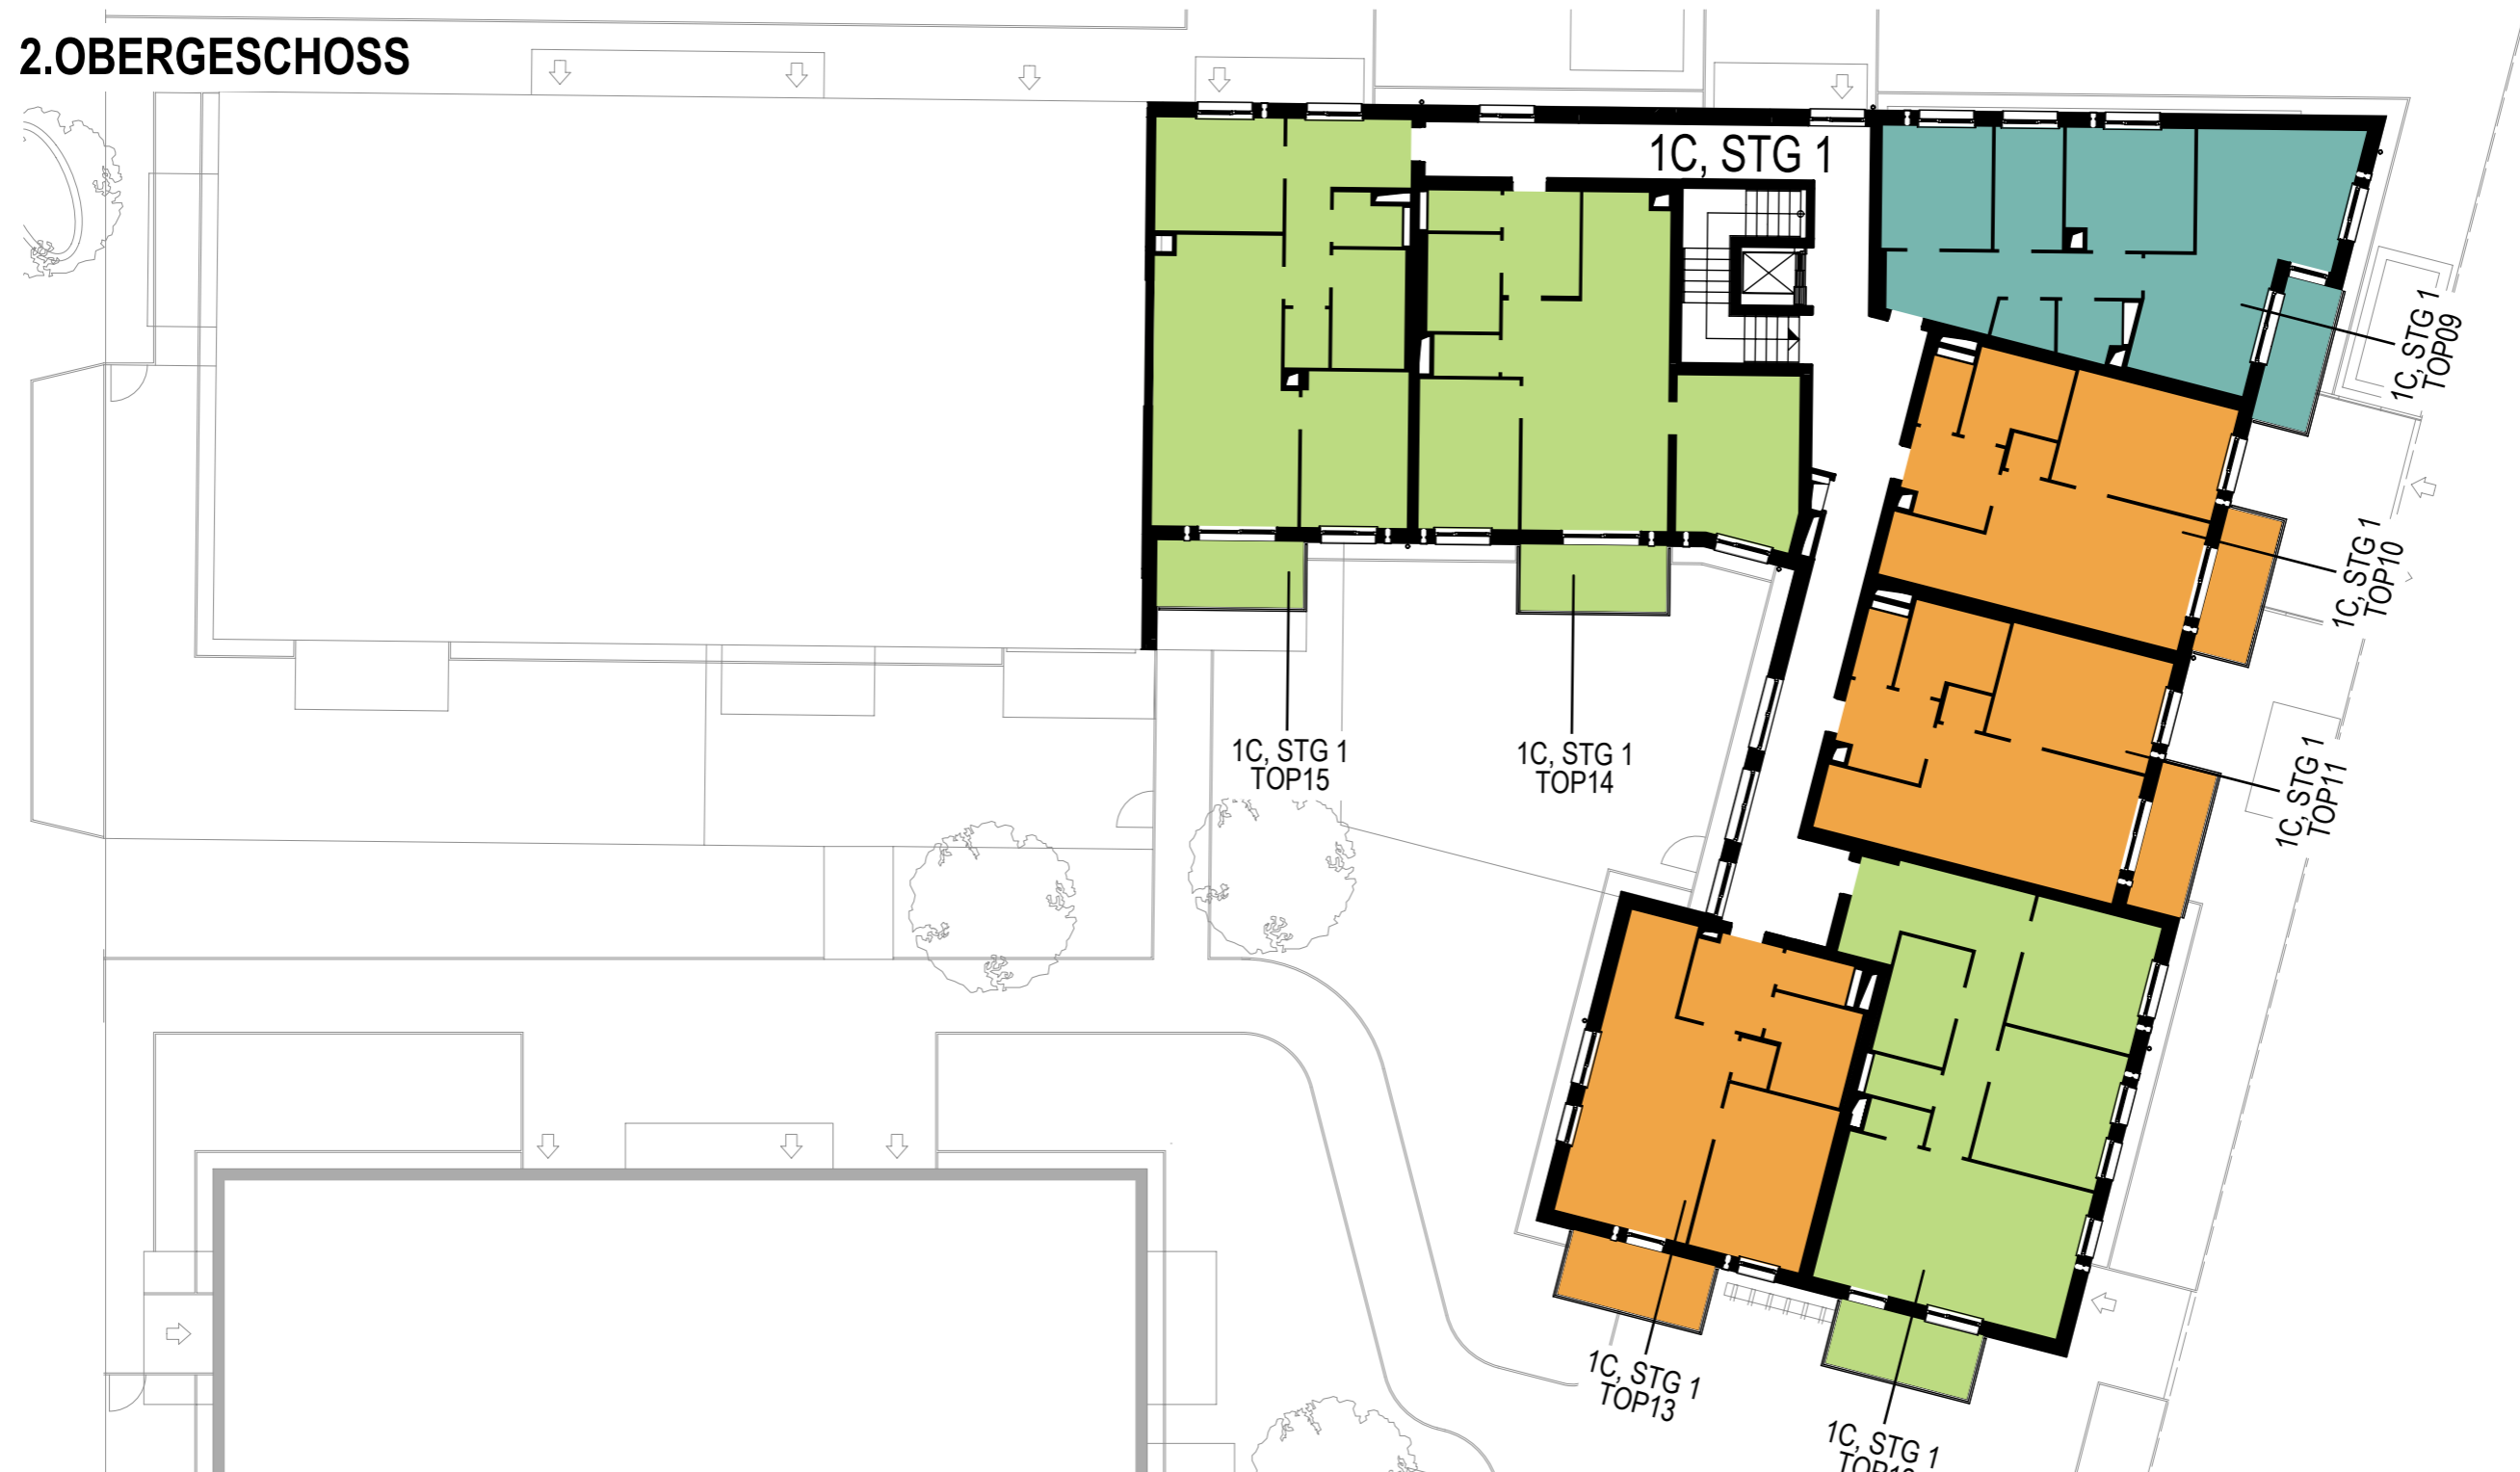 2.OBERGESCHOSS
1C, STG 1
1C, STG 1
TOP09
1C, STG 1
TOP10
1C, STG 1
TOP11
1C, STG 1
TOP15
1C, STG 1
TOP14
1C, STG 1
TOP13
1C, STG 1